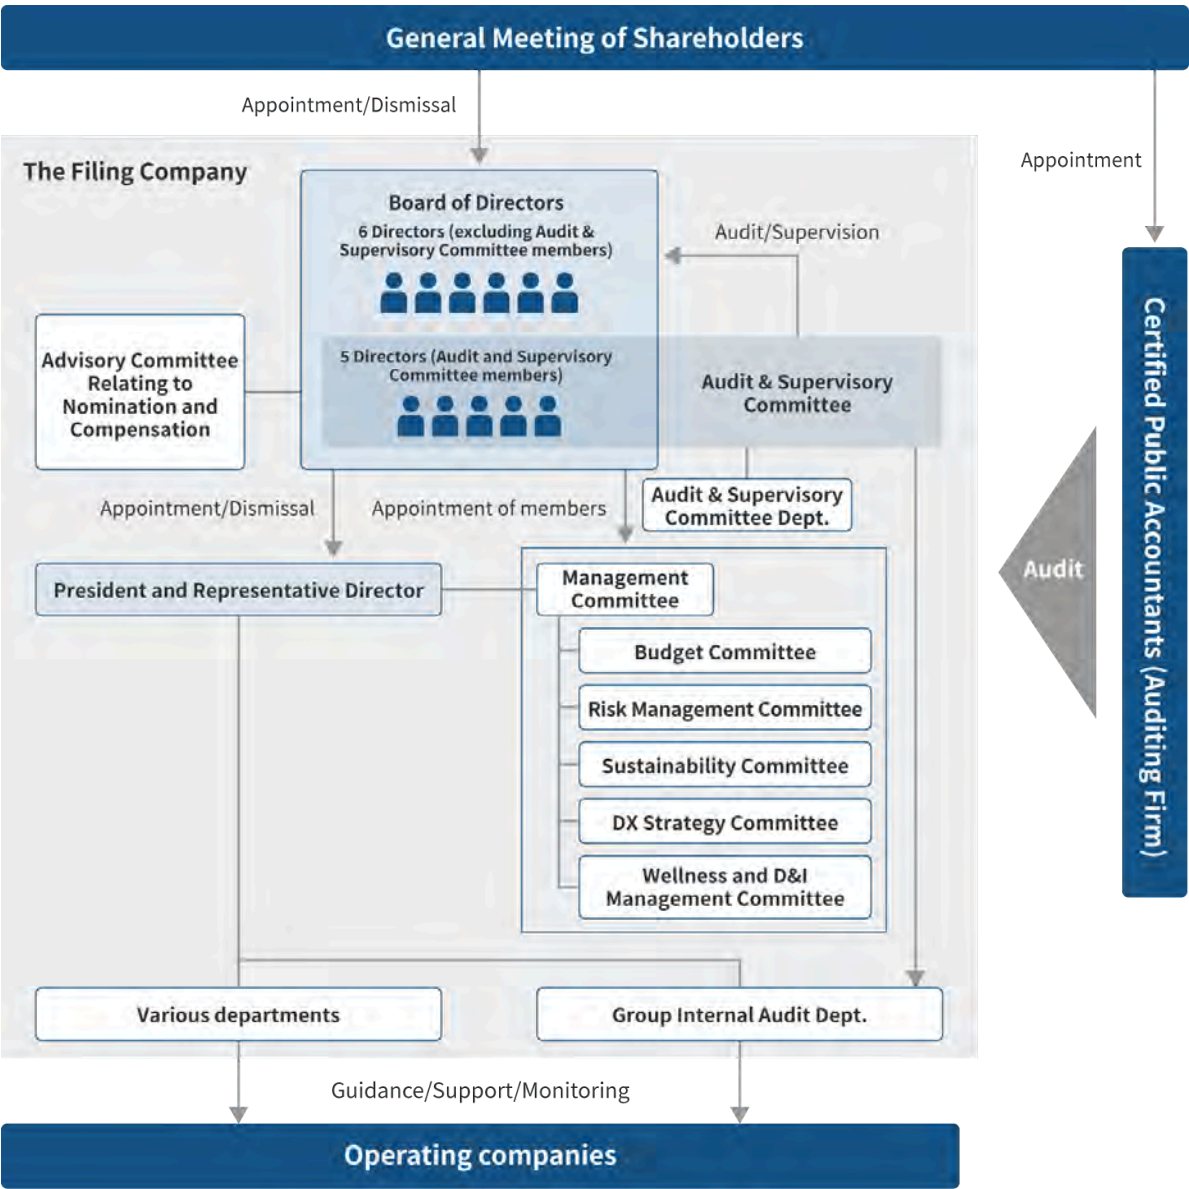 General Meeting of Shareholders
Appointment/Dismissal
Appointment
The Filing Company
Board of Directors
6 Directors (excluding Audit &
Supervisory Committee members)
Audit/Supervision
Advisory Committee
Relating to
Nomination and
Compensation
5 Directors (Audit and Supervisory
Committee members)
Audit & Supervisory
Committee
Certified Public Accountants (Auditing Firm)
Audit
Appointment/Dismissal
Appointment of members
Audit & Supervisory
Committee Dept.
President and Representative Director
Management
Committee
Budget Committee
Risk Management Committee
Sustainability Committee
DX Strategy Committee
Wellness and D&I
Management Committee
Various departments
Group Internal Audit Dept.
Guidance/Support/Monitoring
Operating companies